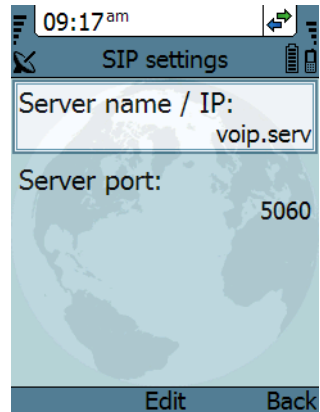 09:17am
SIP settings
Server name / IP:
voip.serv
Server port:
5060
Edit Back